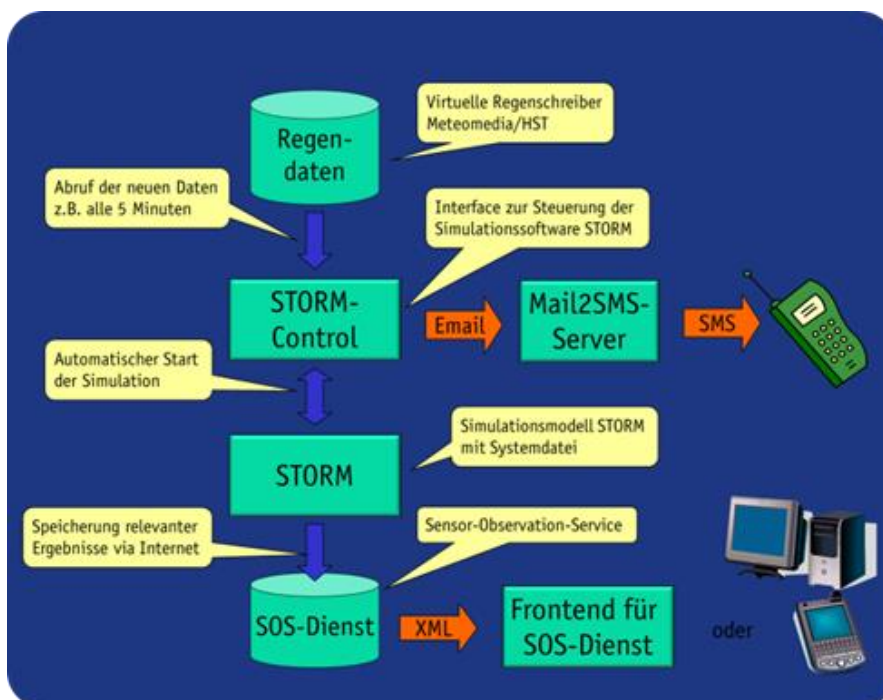 Virtuelle Regenschreiber
Meteomedia/HST
Regen-
daten
Abruf der neuen Daten
z.B. alle 5 Minuten
Interface zur Steuerung der
Simulationssoftware STORM
STORM-
Control
Email
Mail2SMS-
Server
SMS
Automatischer Start
der Simulation
Simulationsmodell STORM
mit Systemdatei
STORM
Speicherung relevanter
Ergebnisse via Internet
Sensor-Observation-Service
SOS-Dienst
XML
Frontend für
SOS-Dienst
oder